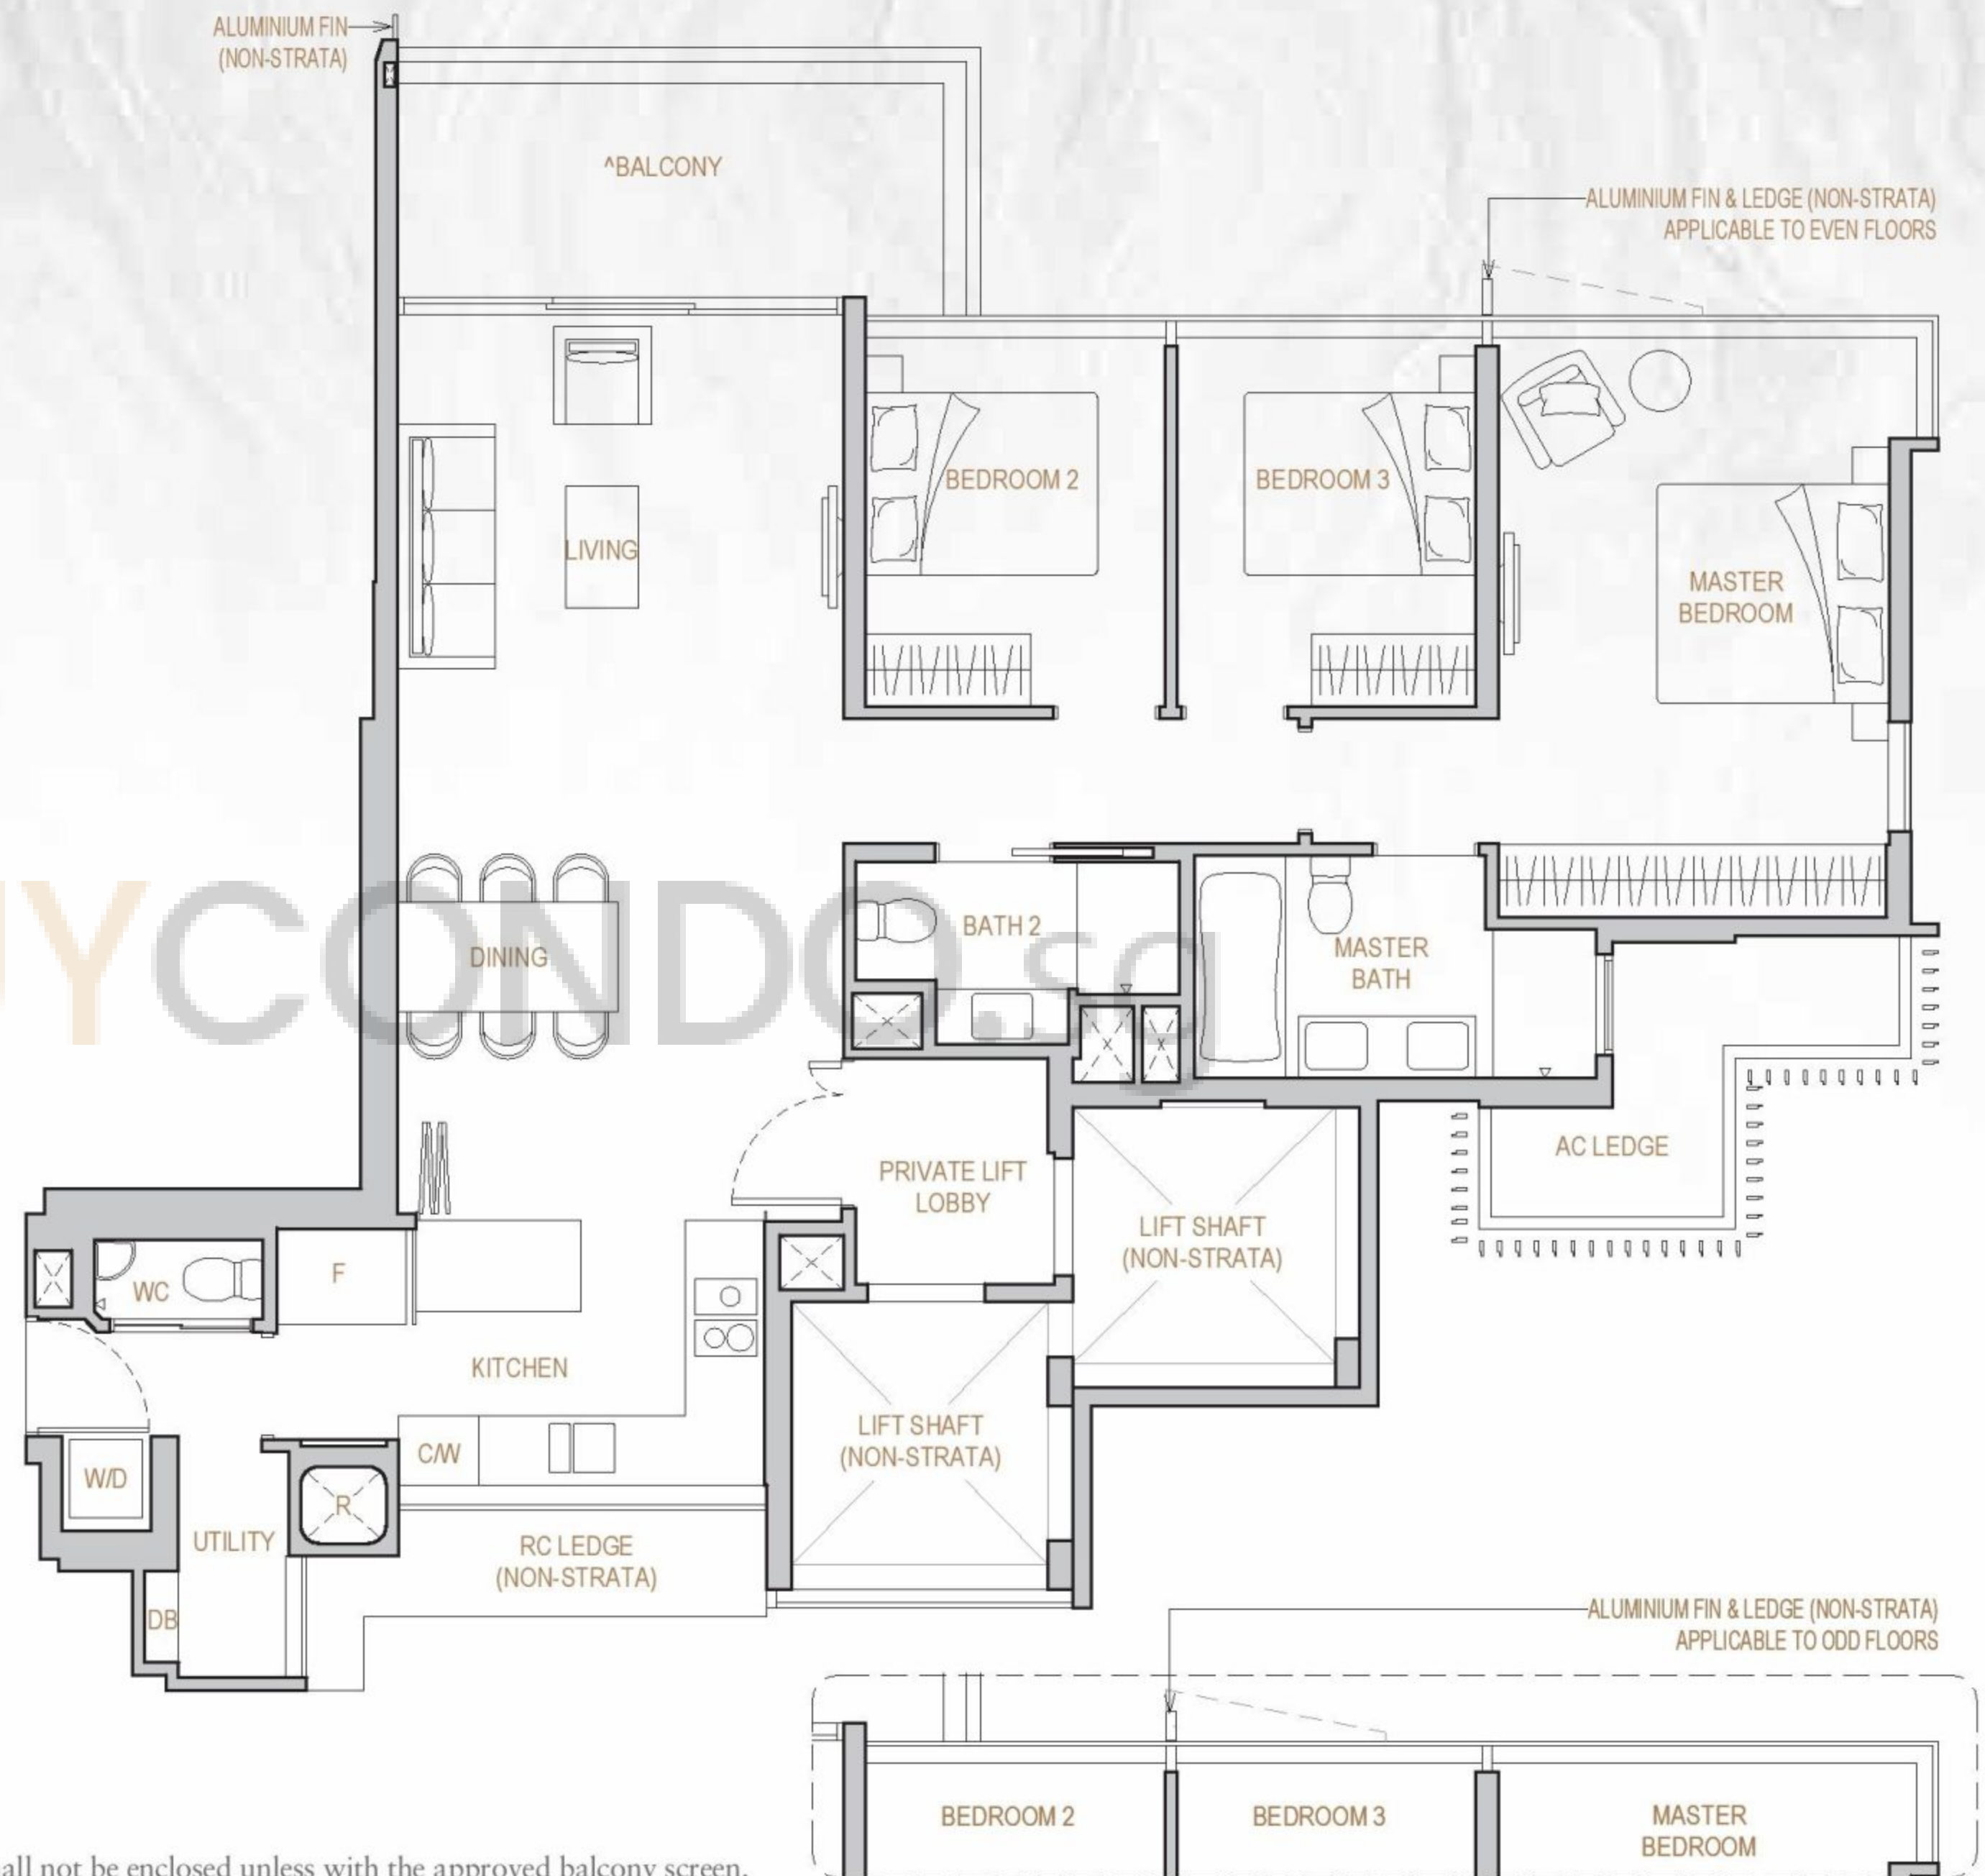 ALUMINIUM FIN
(NON-STRATA)
^BALCONY
ALUMINIUM FIN & LEDGE (NON-STRATA)
APPLICABLE TO EVEN FLOORS
BEDROOM 2
BEDROOM 3
LIVING
MASTER
BEDROOM
YCONDO.sg
DINING
BATH 2
MASTER
BATH
PRIVATE LIFT
LOBBY
AC LEDGE
LIFT SHAFT
(NON-STRATA)
WC
F
KITCHEN
LIFT SHAFT
(NON-STRATA)
C/W
W/D
R
UTILITY
RC LEDGE
(NON-STRATA)
DB
ALUMINIUM FIN & LEDGE (NON-STRATA)
APPLICABLE TO ODD FLOORS
BEDROOM 2
BEDROOM 3
MASTER
BEDROOM
not be enclosed unless with the approved balcony screen.